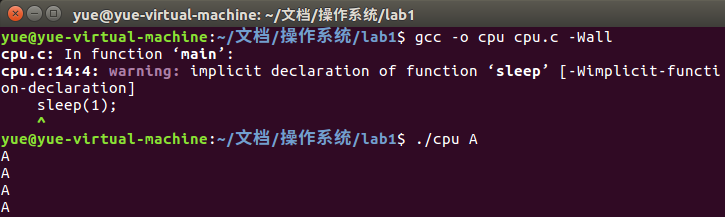 yue@yue-virtual-machine: ~/文档/操作系统/lab1
yue@yue-virtual-machine:~/文档/操作系统/lab1$ gcc -o cpu cpu.c -Wall
cpu.c: In function ‘main’:
cpu.c:14:4: warning: implicit declaration of function ‘sleep’ [-Wimplicit-functi
on-declaration]
    sleep(1);
    ^
yue@yue-virtual-machine:~/文档/操作系统/lab1$ ./cpu A
A
A
A
A